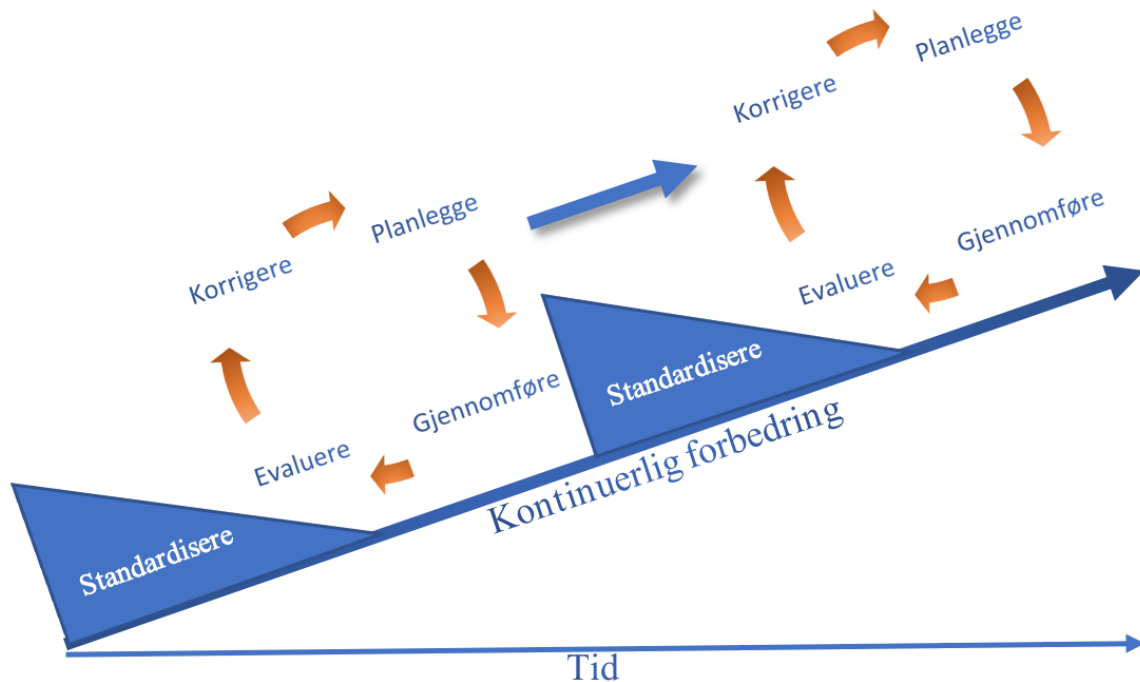 Planlegge
Korrigere
Gjennomføre
Evaluere
Planlegge
Korrigere
Gjennomføre
Evaluere
Standardisere
Standardisere
Kontinuerlig forbedring
Tid